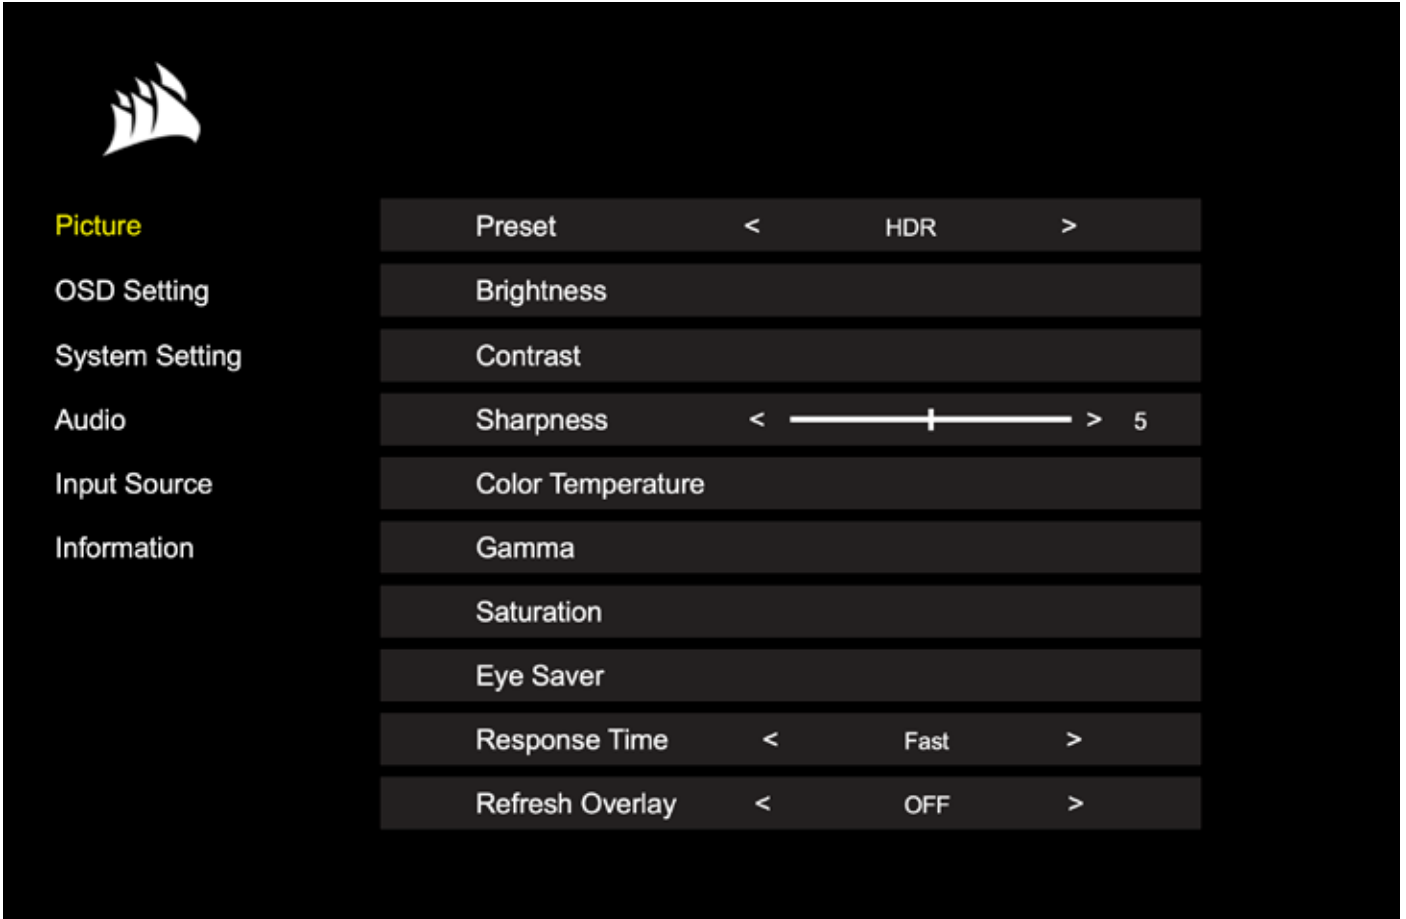 Picture
OSD Setting
System Setting
Audio
Input Source
Information
Preset < HDR >
Brightness
Contrast
Sharpness < > 5
Color Temperature
Gamma
Saturation
Eye Saver
Response Time < Fast >
Refresh Overlay < OFF >